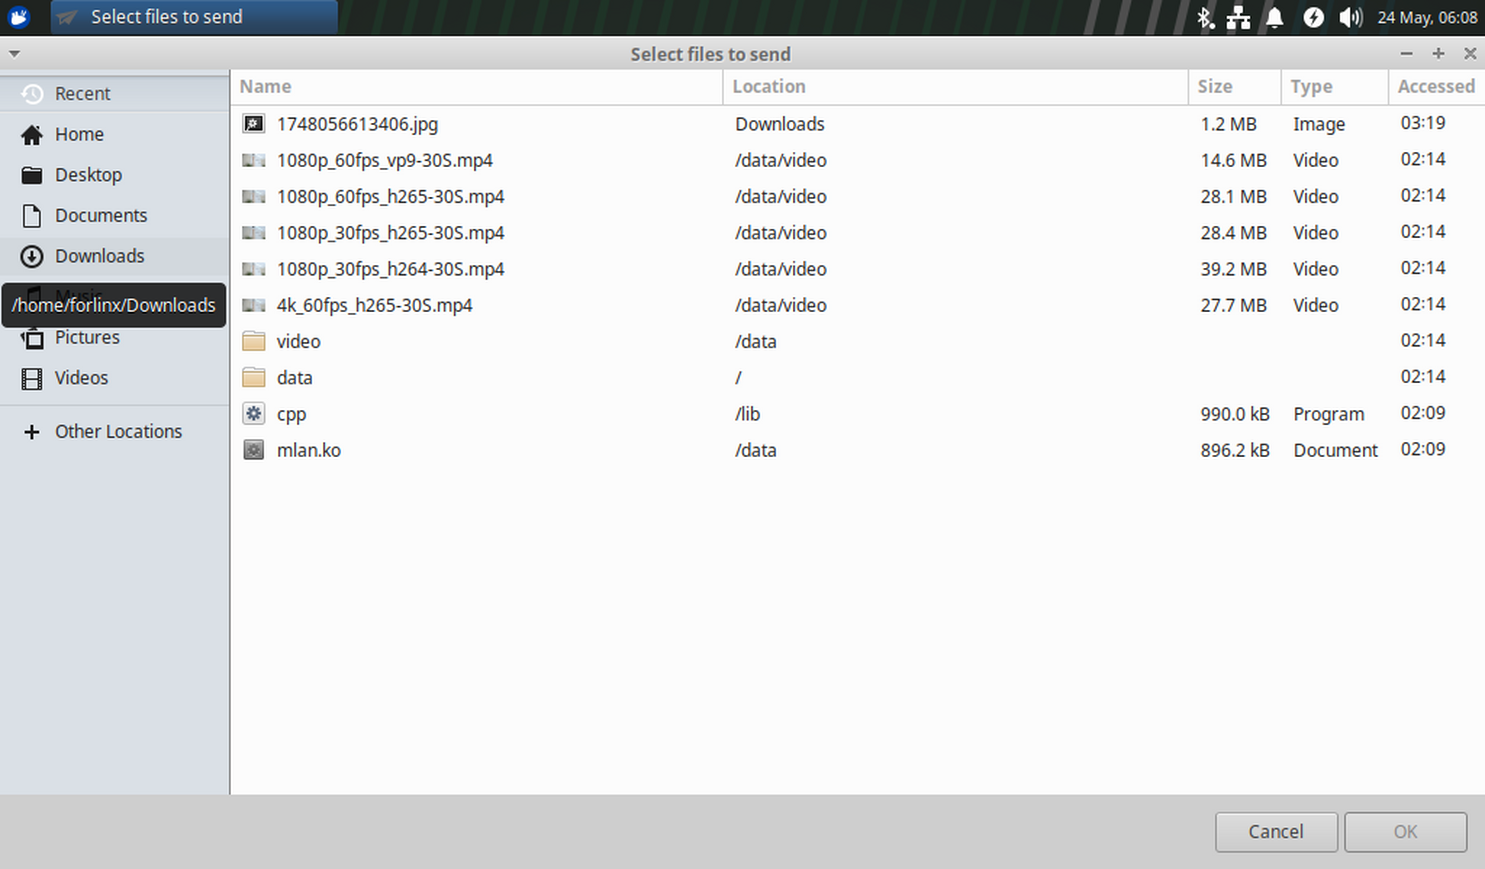 Select files to send
24 May, 06:08
Select files to send
Recent
Home
Desktop
Documents
Downloads
/home/forlinx/Downloads
Pictures
Videos
Other Locations
Name Location Size Type Accessed
1748056613406.jpg Downloads 1.2 MB Image 03:19
1080p_60fps_vp9-30S.mp4 /data/video 14.6 MB Video 02:14
1080p_60fps_h265-30S.mp4 /data/video 28.1 MB Video 02:14
1080p_30fps_h265-30S.mp4 /data/video 28.4 MB Video 02:14
1080p_30fps_h264-30S.mp4 /data/video 39.2 MB Video 02:14
4k_60fps_h265-30S.mp4 /data/video 27.7 MB Video 02:14
video /data 02:14
data / 02:14
cpp /lib 990.0 kB Program 02:09
mlan.ko /data 896.2 kB Document 02:09
Cancel OK